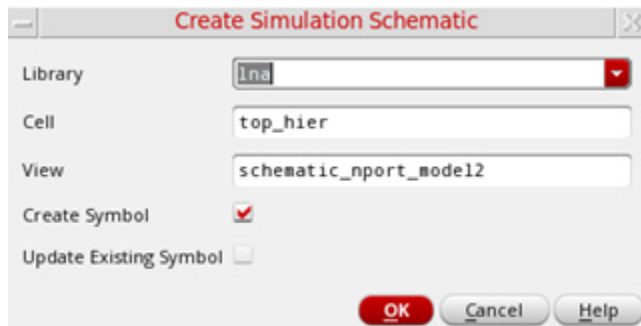 Create Simulation Schematic
Library lna
Cell top_hier
View schematic_nport_model2
Create Symbol
Update Existing Symbol
OK Cancel Help